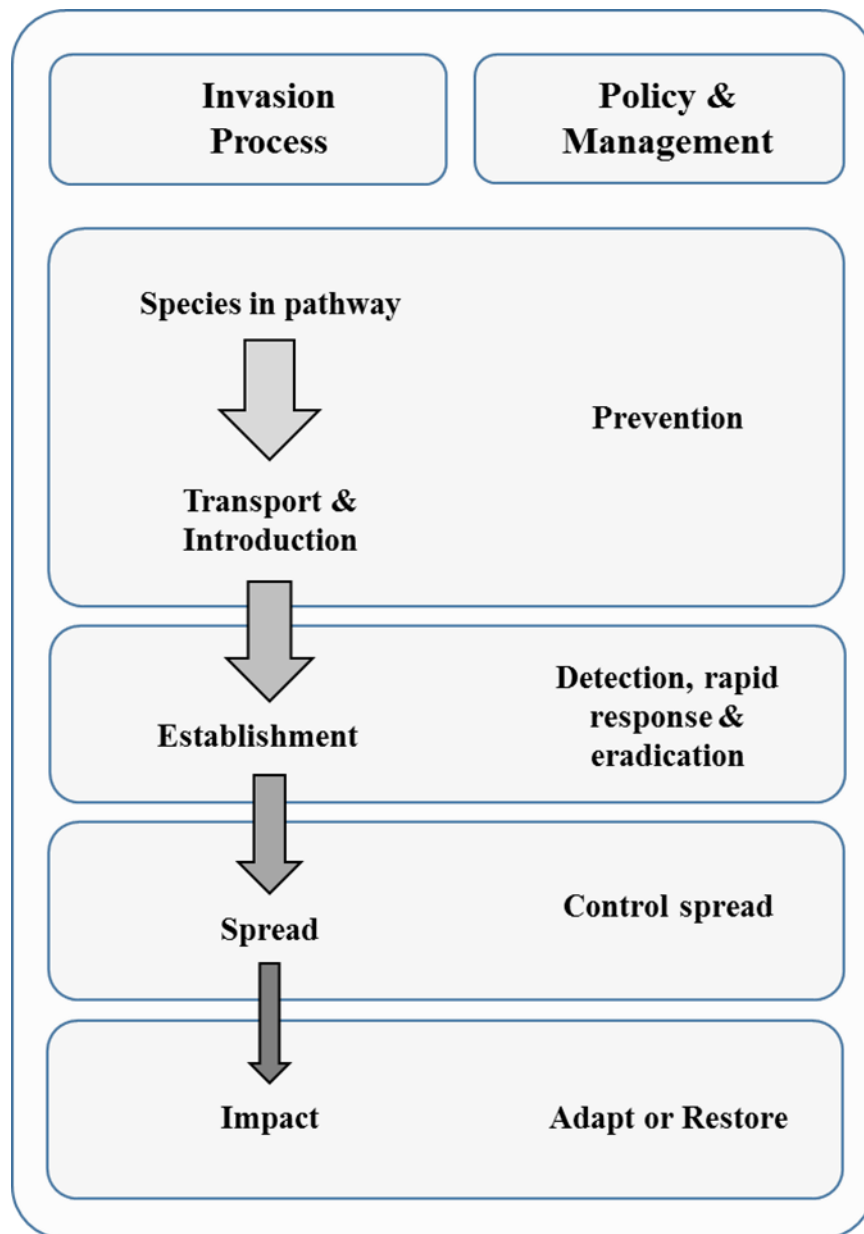 Invasion
Process
Policy &
Management
Species in pathway
Prevention
Transport &
Introduction
Establishment
Detection, rapid
response &
eradication
Spread
Control spread
Impact
Adapt or Restore